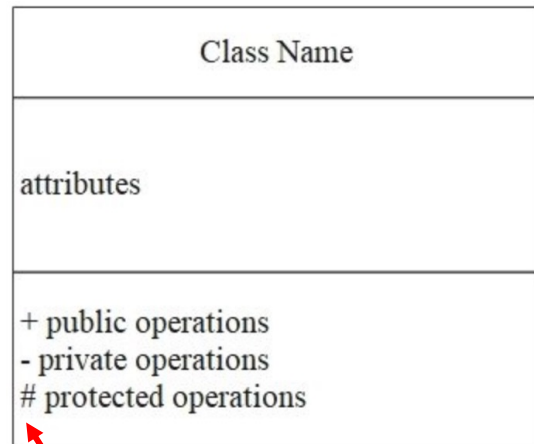 Class Name
attributes
+ public operations
- private operations
# protected operations